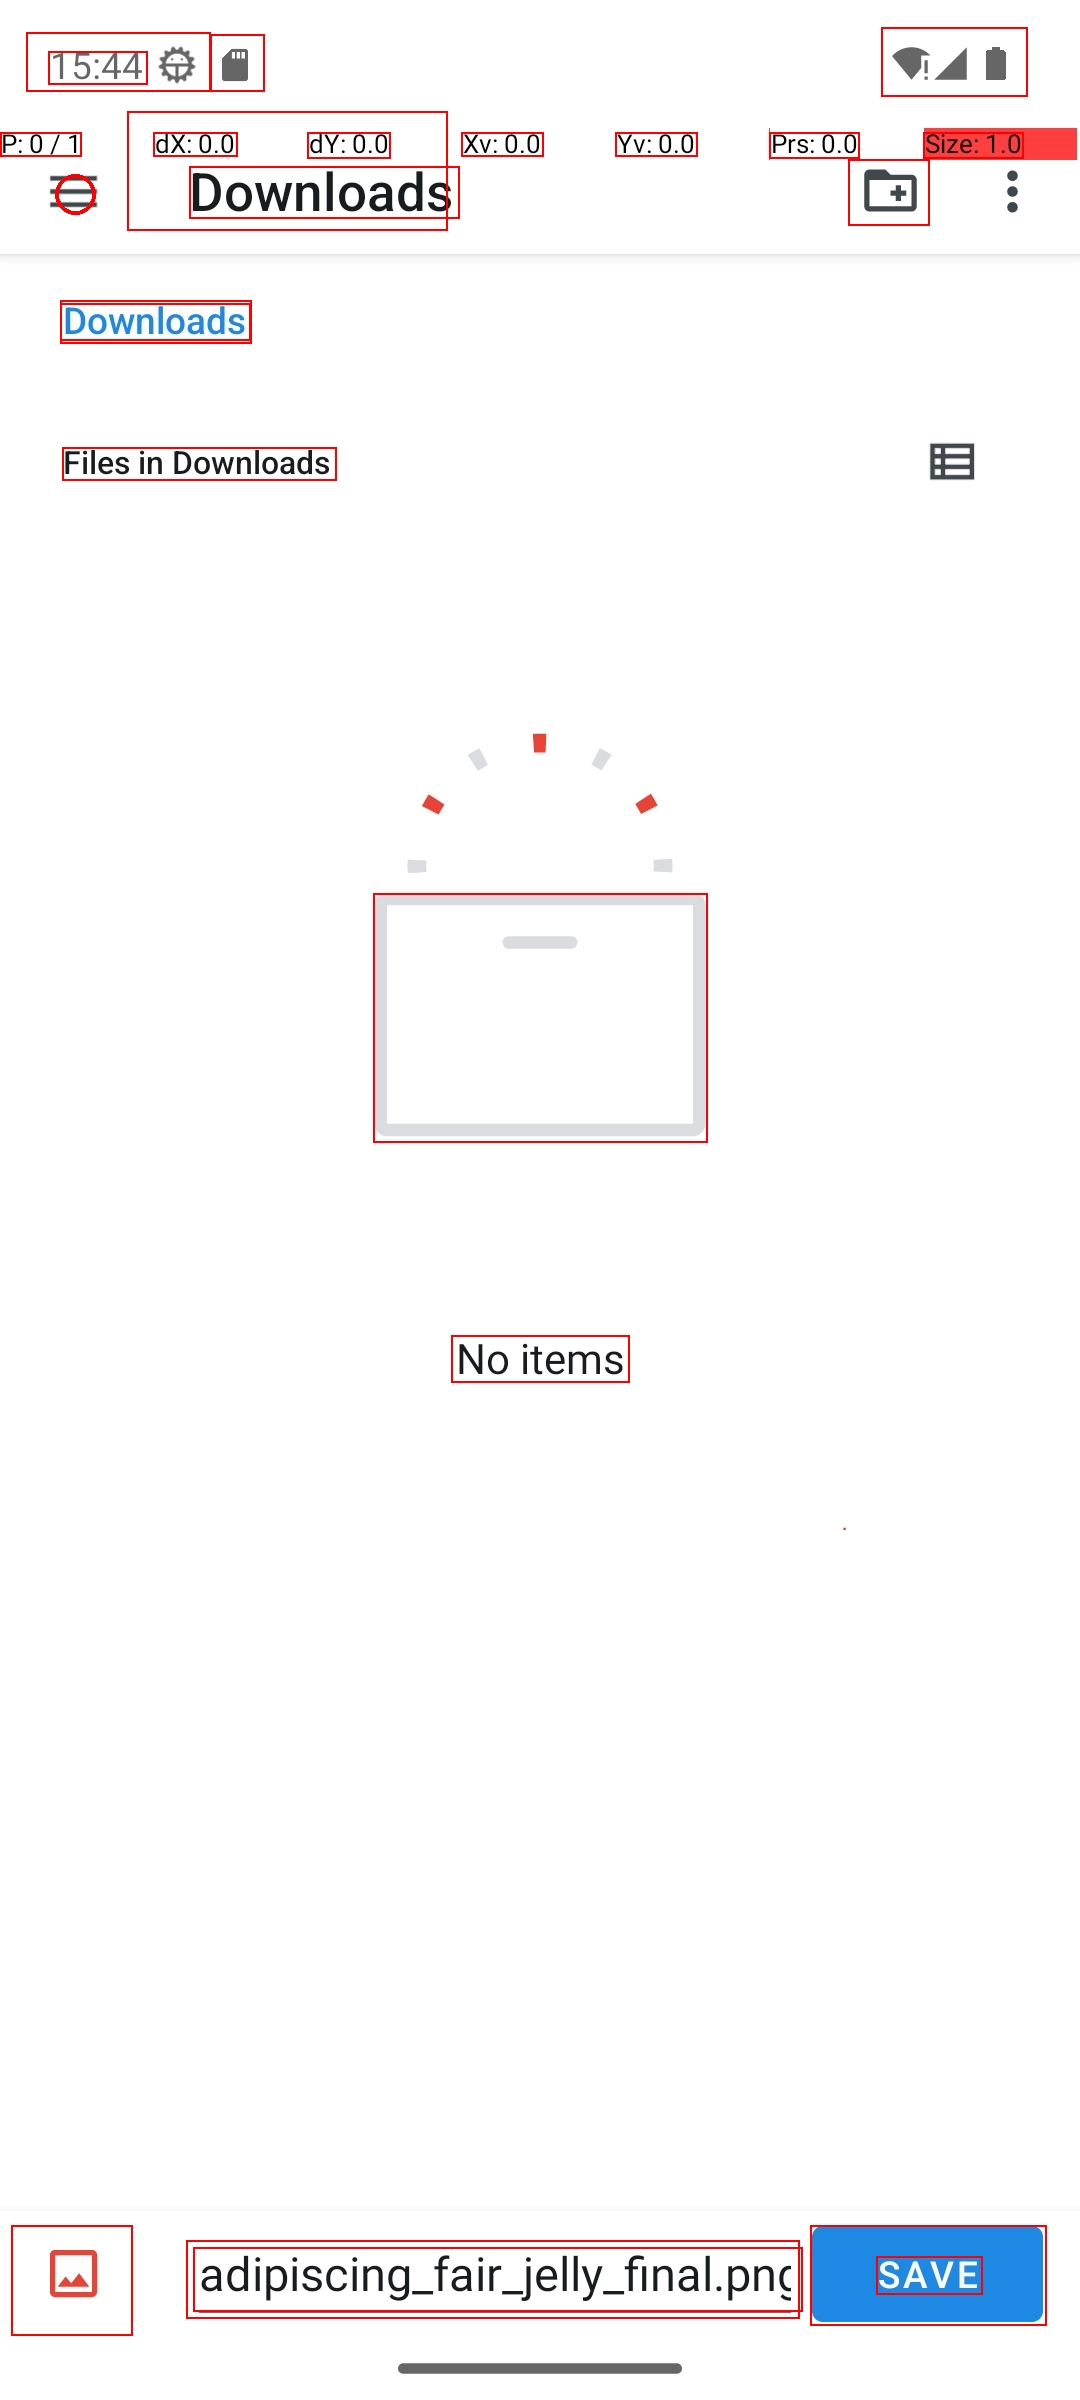 15:44
P: 0 / 1 dX: 0.0 dY: 0.0 Xv: 0.0 Yv: 0.0 Prs: 0.0 Size: 1.0
Downloads
Downloads
Files in Downloads
No items
adipiscing_fair_jelly_final.png
SAVE